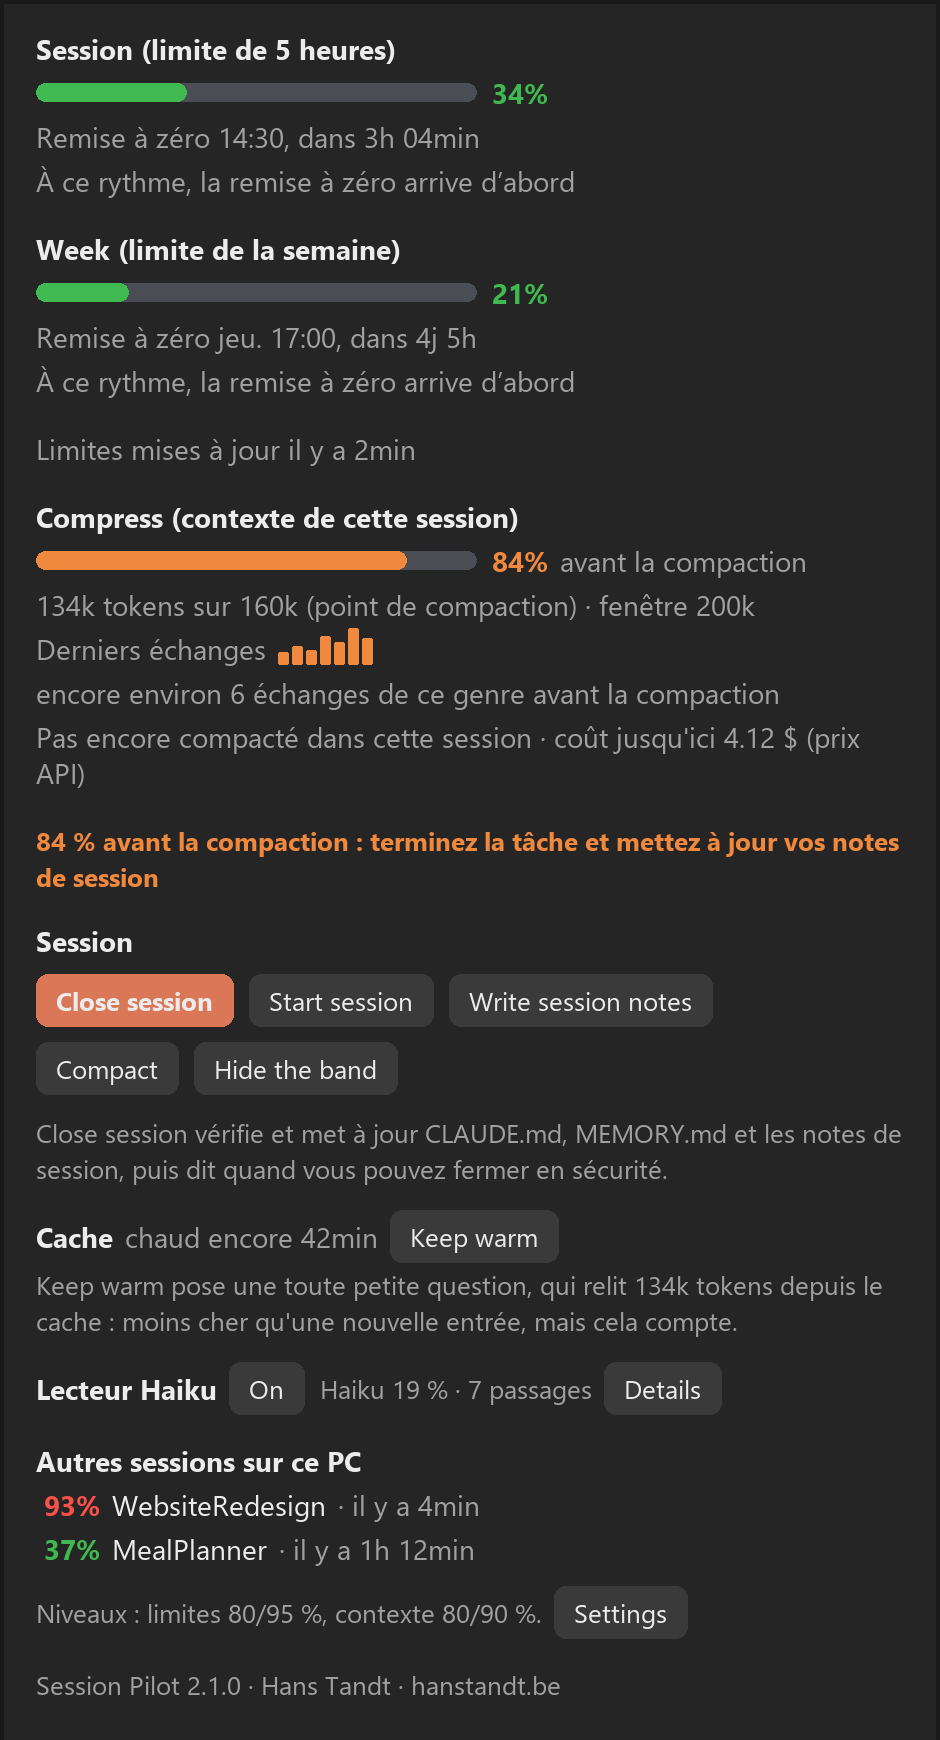 Session (limite de 5 heures)
34%
Remise à zéro 14:30, dans 3h 04min
À ce rythme, la remise à zéro arrive d’abord
Week (limite de la semaine)
21%
Remise à zéro jeu. 17:00, dans 4j 5h
À ce rythme, la remise à zéro arrive d’abord
Limites mises à jour il y a 2min
Compress (contexte de cette session)
84% avant la compaction
134k tokens sur 160k (point de compaction) · fenêtre 200k
Derniers échanges
encore environ 6 échanges de ce genre avant la compaction
Pas encore compacté dans cette session · coût jusqu'ici 4.12 $ (prix
API)
84 % avant la compaction : terminez la tâche et mettez à jour vos notes
de session
Session
Close session Start session Write session notes
Compact Hide the band
Close session vérifie et met à jour CLAUDE.md, MEMORY.md et les notes de
session, puis dit quand vous pouvez fermer en sécurité.
Cache chaud encore 42min Keep warm
Keep warm pose une toute petite question, qui relit 134k tokens depuis le
cache : moins cher qu'une nouvelle entrée, mais cela compte.
Lecteur Haiku On Haiku 19 % · 7 passages Details
Autres sessions sur ce PC
93% WebsiteRedesign · il y a 4min
37% MealPlanner · il y a 1h 12min
Niveaux : limites 80/95 %, contexte 80/90 %. Settings
Session Pilot 2.1.0 · Hans Tandt · hanstandt.be